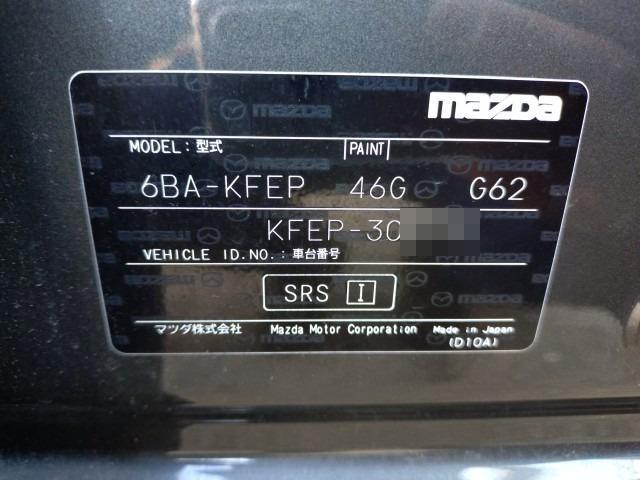 mazda
MODEL：型式 PAINT
6BA-KFEP 46G G62
KFEP-30
VEHICLE ID.NO.：車台番号
SRS I
マツダ株式会社 Mazda Motor Corporation Made in Japan
(D10A)